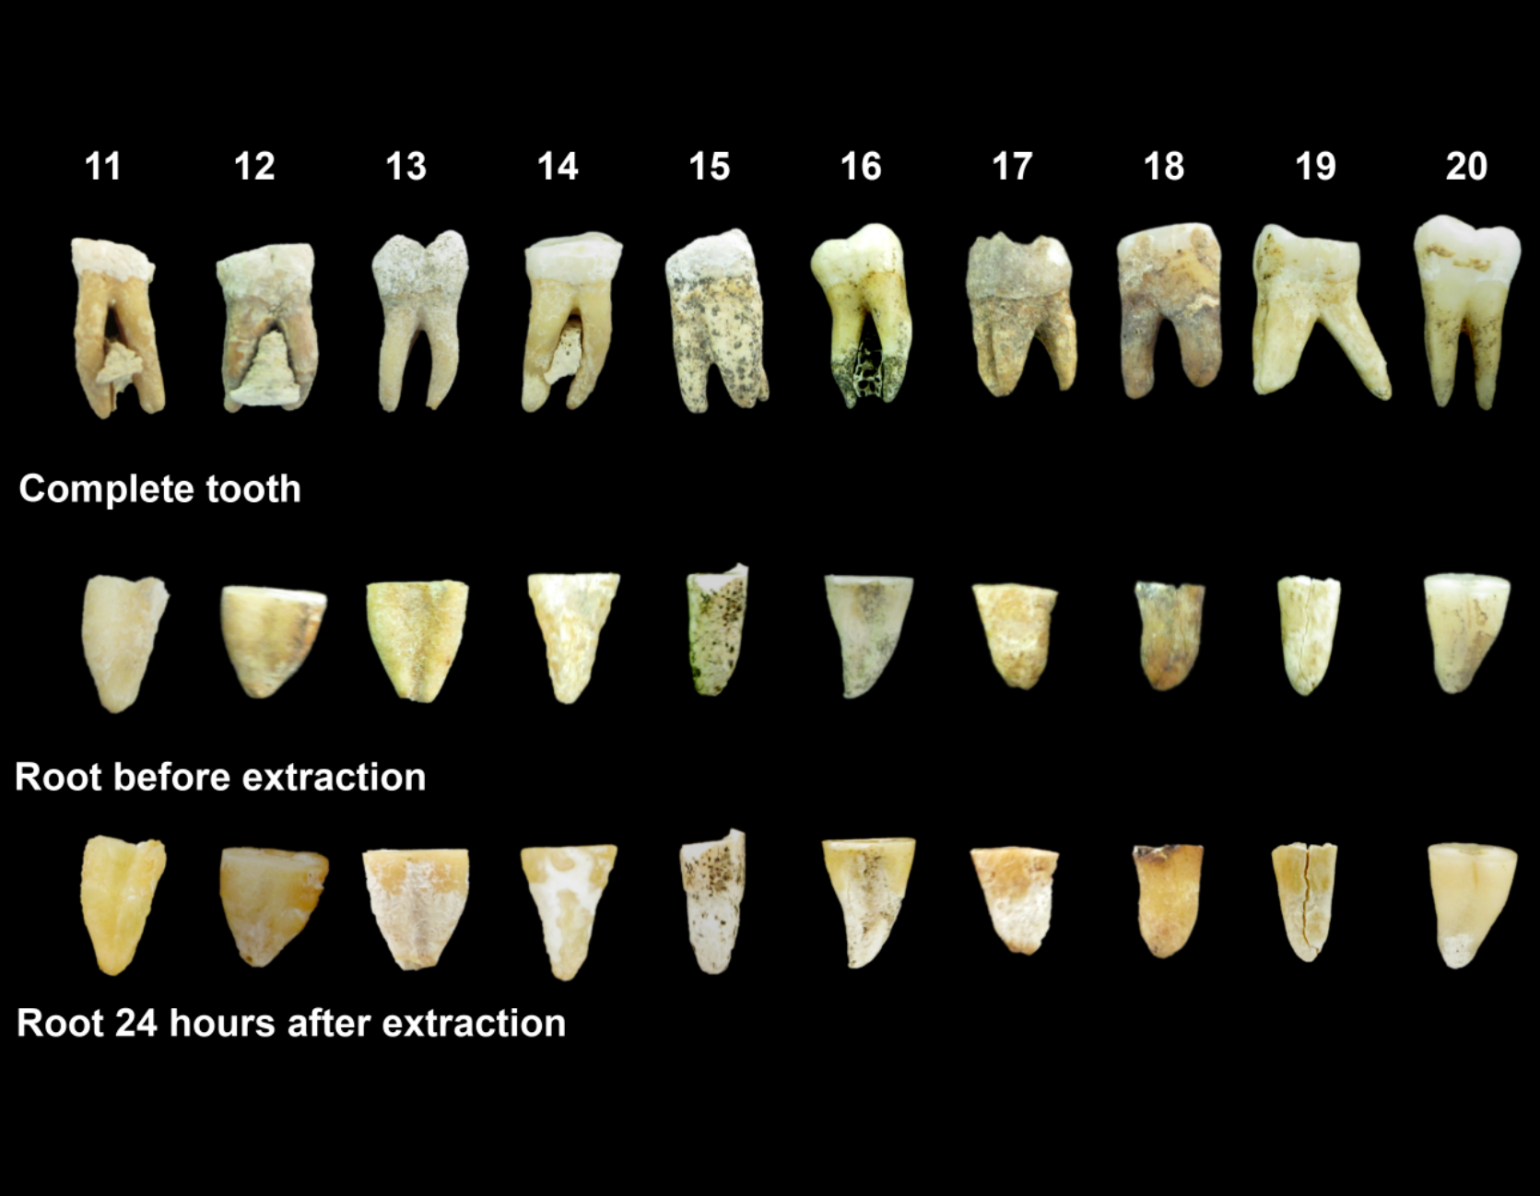 11 12 13 14 15 16 17 18 19 20
Complete tooth
Root before extraction
Root 24 hours after extraction